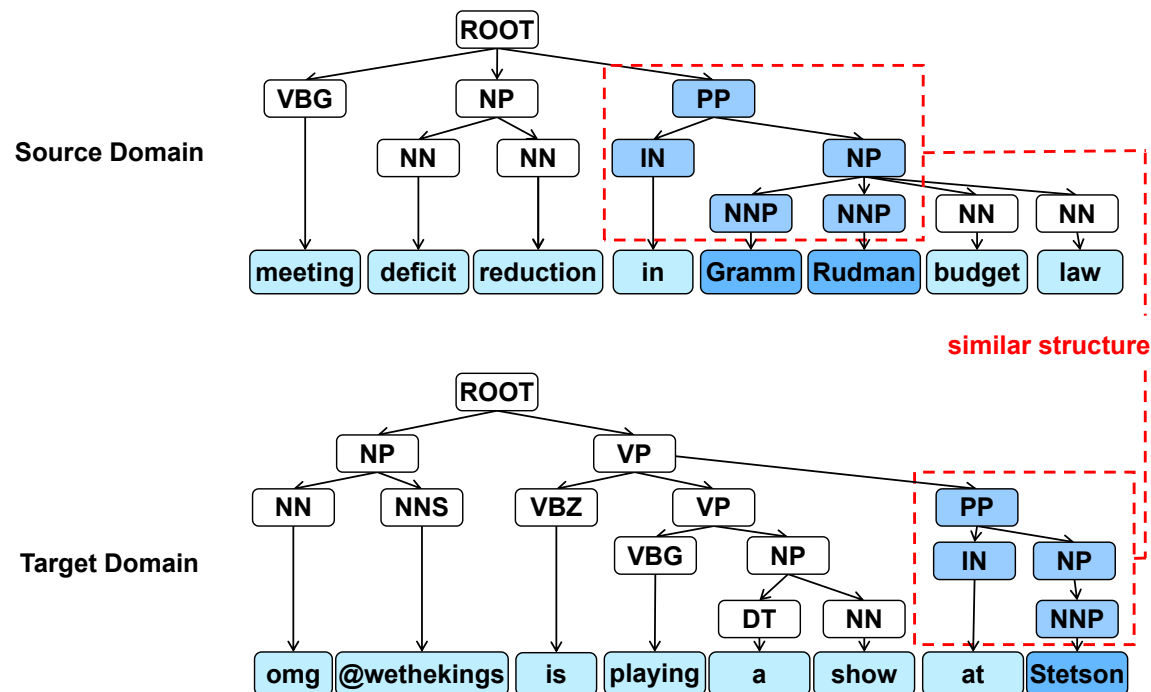 ROOT
VBG NP PP
Source Domain NN NN IN NP
NNP NNP NN NN
meeting deficit reduction in Gramm Rudman budget law
similar structure
ROOT
NP VP
NN NNS VBZ VP PP
Target Domain VBG NP IN NP
DT NN NNP
omg @wethekings is playing a show at Stetson